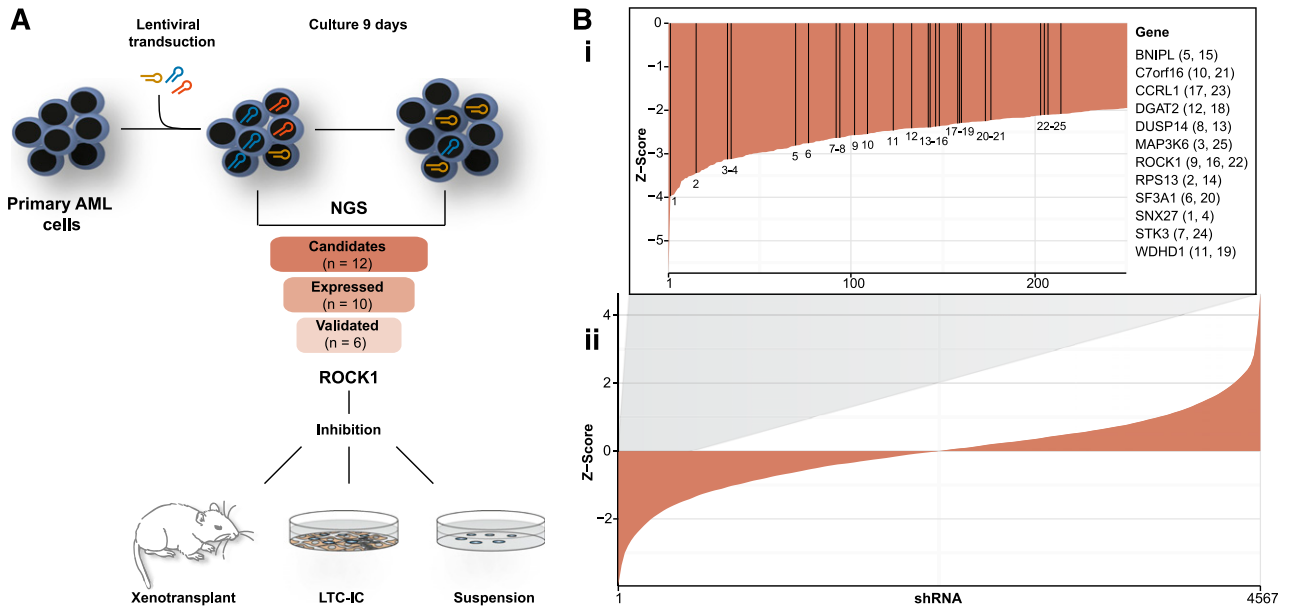 A
Lentiviral
trandsuction
Culture 9 days
Primary AML
cells
NGS
Candidates
(n = 12)
Expressed
(n = 10)
Validated
(n = 6)
ROCK1
Inhibition
Xenotransplant
LTC-IC
Suspension
B
i
Z-Score
0
−1
−2
−3
−4
−5
1
2
3-4
5
6
7-8
9
10
11
12
13-16
17-19
20-21
22-25
1
100
200
Gene
BNIPL (5, 15)
C7orf16 (10, 21)
CCRL1 (17, 23)
DGAT2 (12, 18)
DUSP14 (8, 13)
MAP3K6 (3, 25)
ROCK1 (9, 16, 22)
RPS13 (2, 14)
SF3A1 (6, 20)
SNX27 (1, 4)
STK3 (7, 24)
WDHD1 (11, 19)
ii
Z-Score
4
2
0
−2
1
shRNA
4567